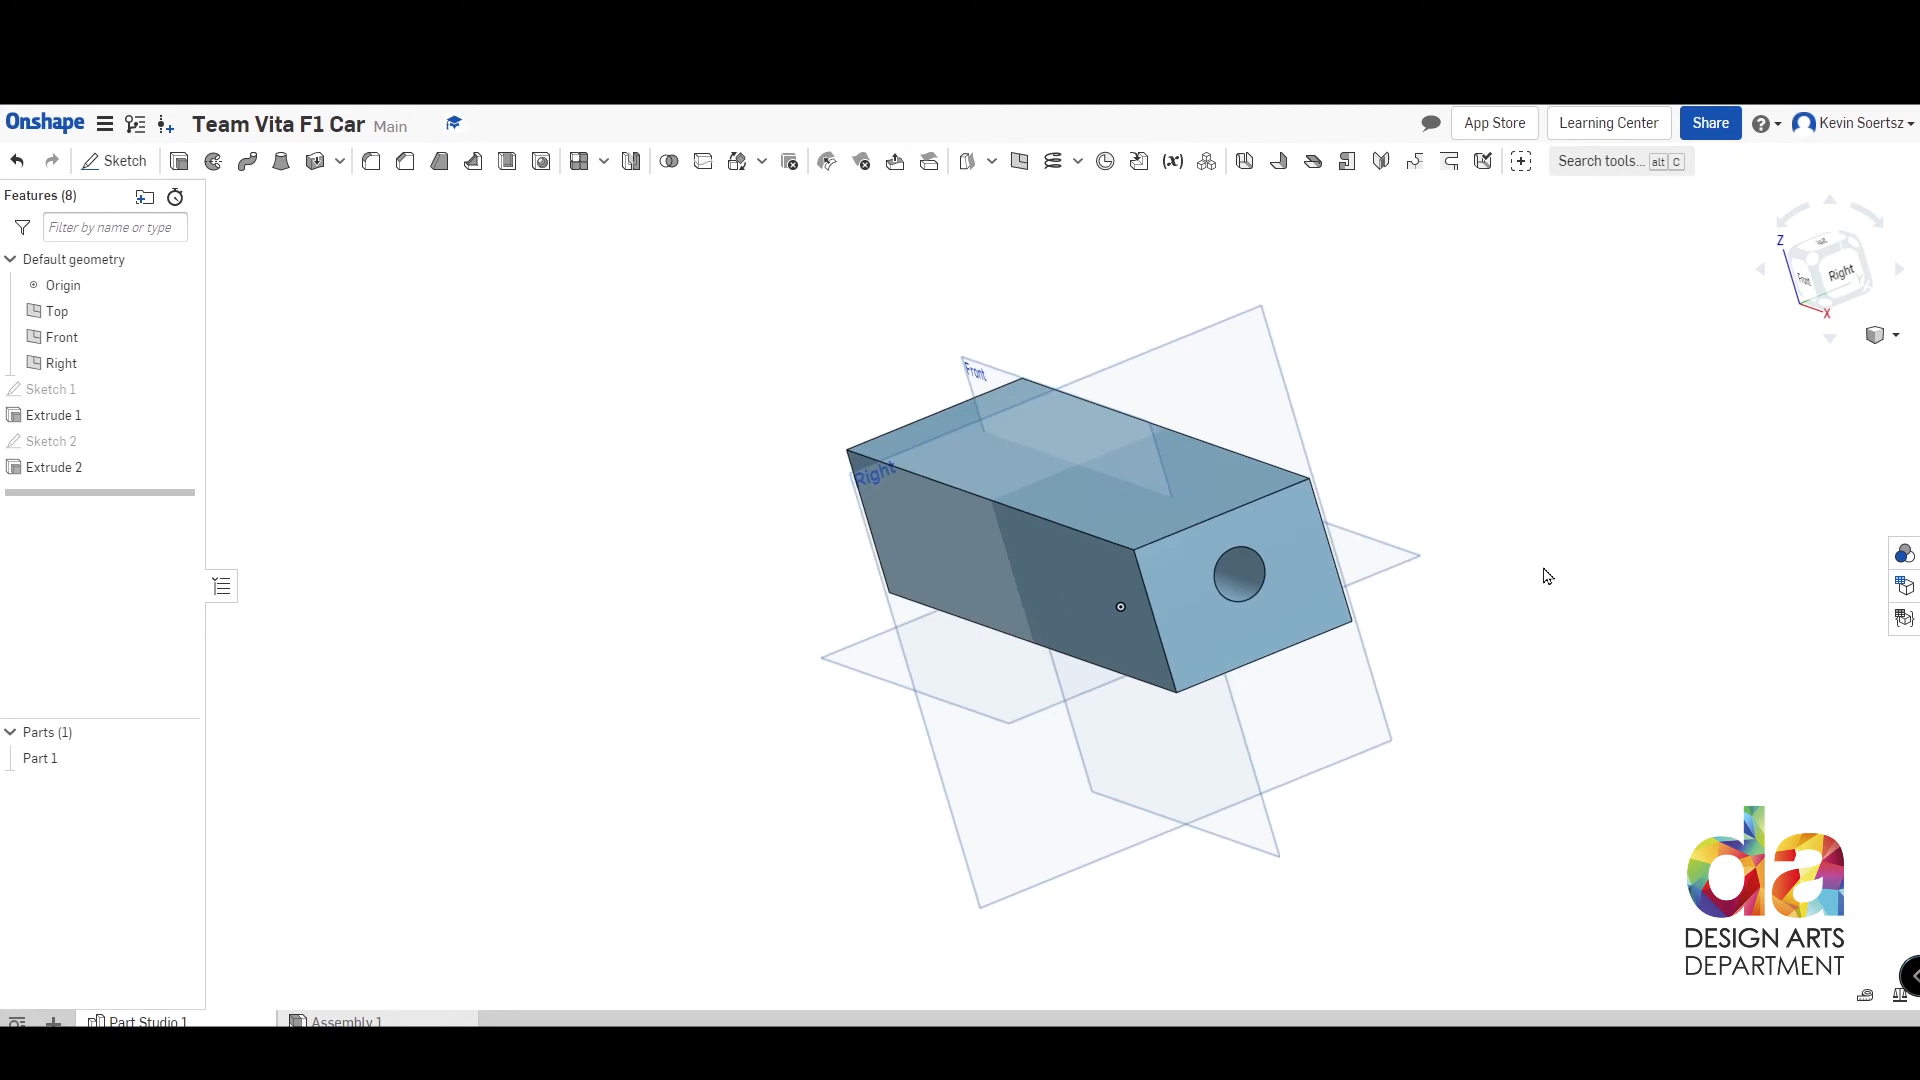 Onshape Team Vita F1 Car Main App Store Learning Center Share Kevin Soertsz
Sketch Search tools... alt C
Features (8)
Filter by name or type
Default geometry
Origin
Top
Front
Right
Sketch 1
Extrude 1
Sketch 2
Extrude 2
Parts (1)
Part 1
Front
Right
Z
Front
Right
X
da
DESIGN ARTS
DEPARTMENT
Part Studio 1 Assembly 1